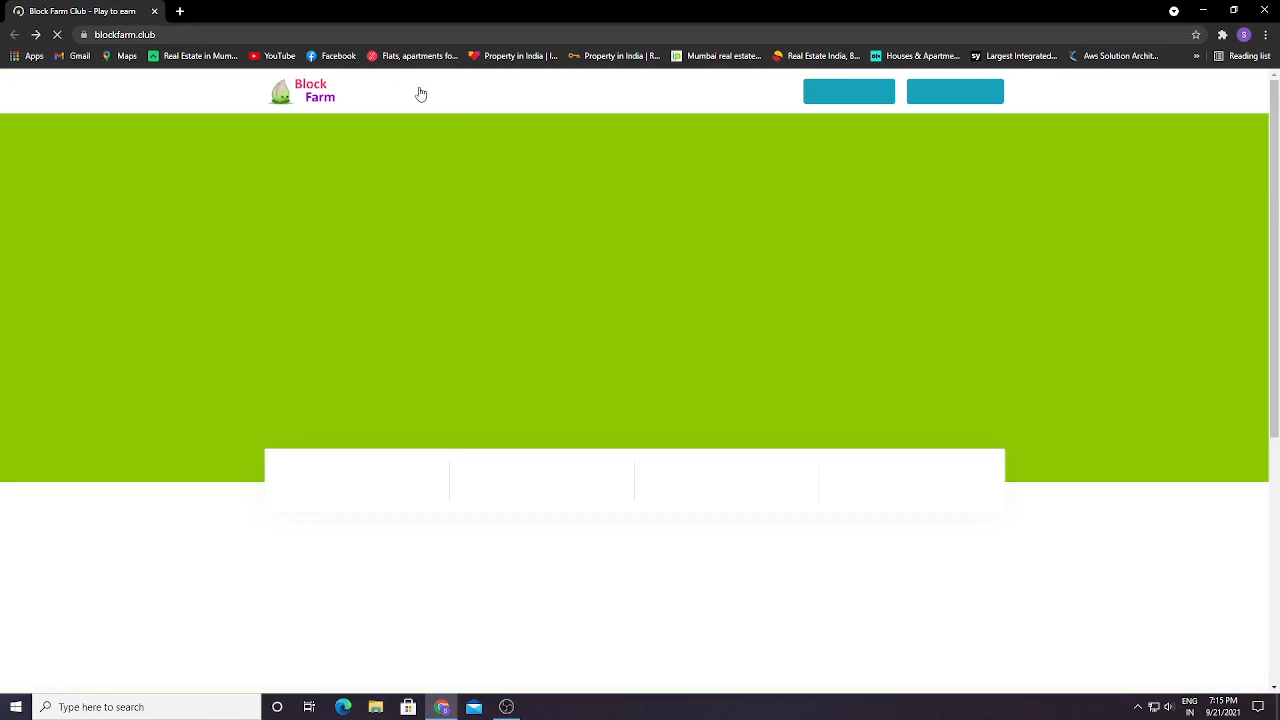 Block Farm Club - Play to earn
blockfarm.club
Apps
Gmail
Maps
Real Estate in Mum...
YouTube
Facebook
Flats, apartments fo...
Property in India | I...
Property in India | R...
Mumbai real estate...
Real Estate India, B...
Houses & Apartme...
Largest Integrated...
Aws Solution Archit...
»
Reading list
Block
Farm
Type here to search
ENG
IN
7:15 PM
9/21/2021